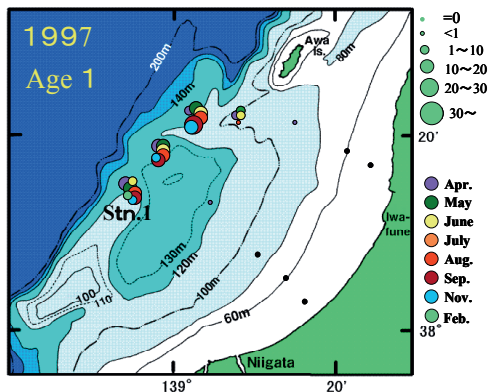 1997
Age 1
Awa
Is.
200m
80m
140m
Stn.1
130m
120m
100m
100
110
60m
Iwa-
fune
Niigata
=0
<1
1~10
10~20
20~30
30~
20′
38°
139°
20′
Apr.
May
June
July
Aug.
Sep.
Nov.
Feb.